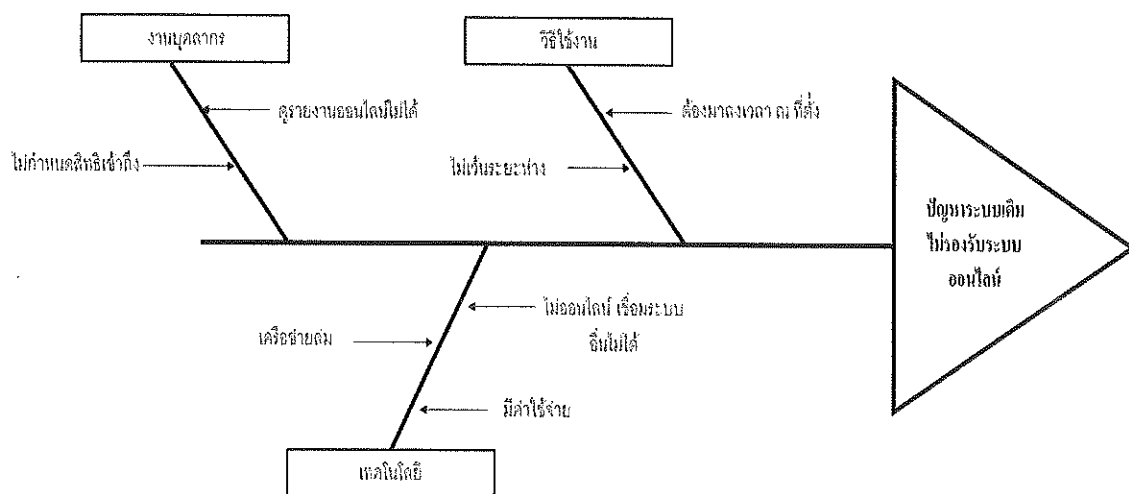 งานบุคลากร
วิธีใช้งาน
ดูรายงานออนไลน์ไม่ได้
ต้องมาลงเวลา ณ ที่ตั้ง
ไม่กำหนดสิทธิเข้าถึง
ไม่เว้นระยะห่าง
ปัญหาระบบเดิม
ไม่รองรับระบบ
ออนไลน์
ไม่ออนไลน์ เชื่อมระบบ
อื่นไม่ได้
เครือข่ายล่ม
มีค่าใช้จ่าย
เทคโนโลยี